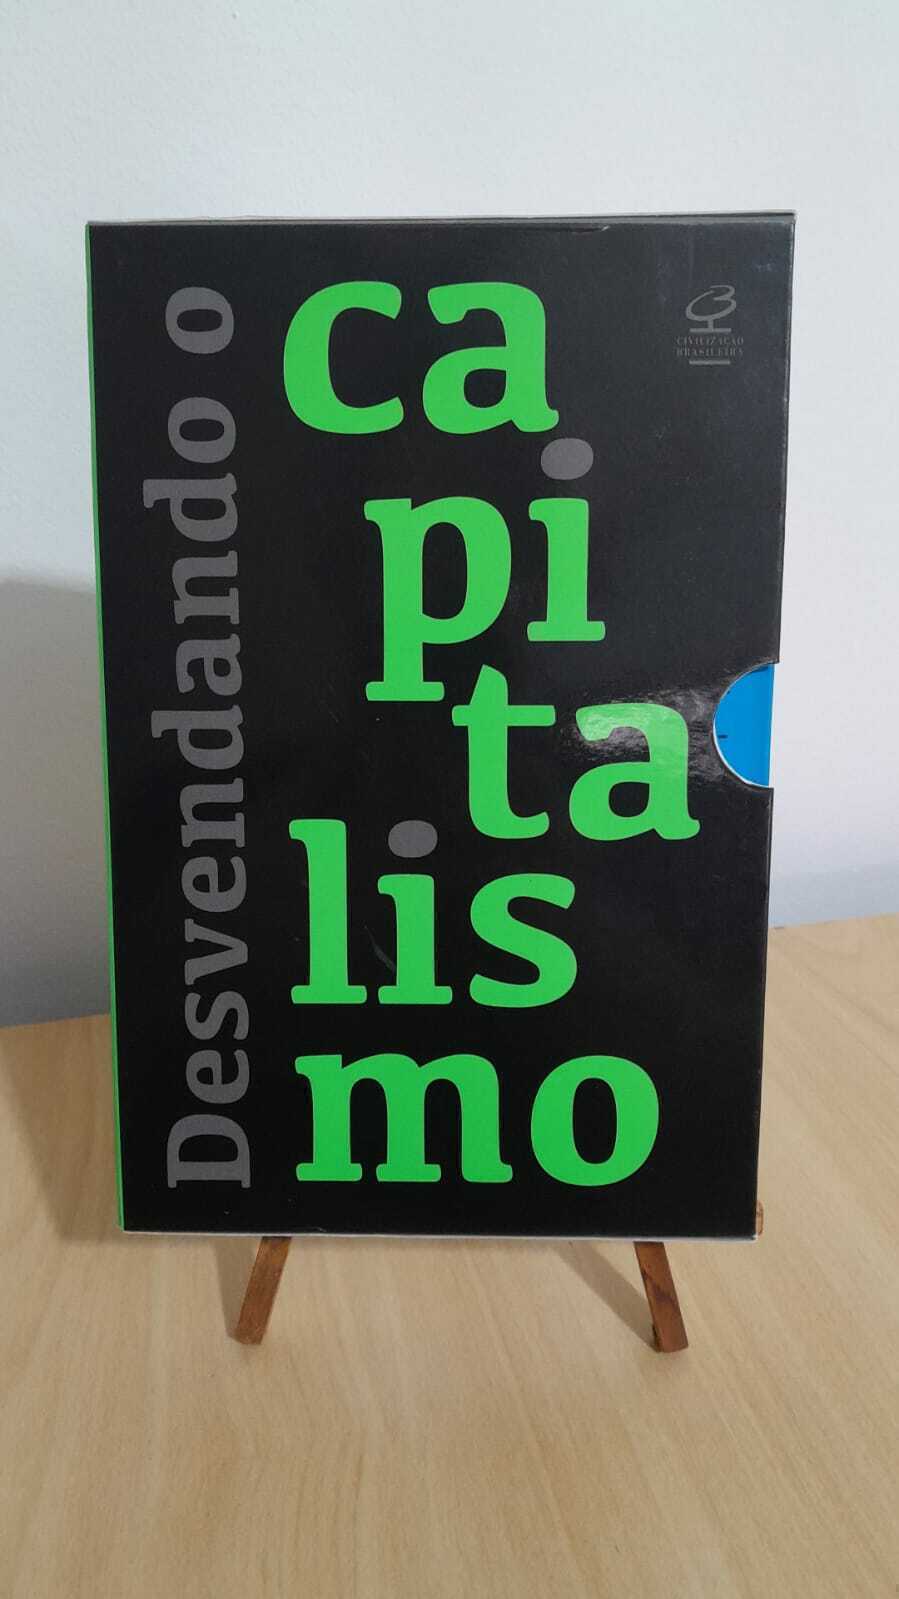 Desvendando o
ca
pi
ta
lis
mo
CIVILIZAÇÃO
BRASILEIRA